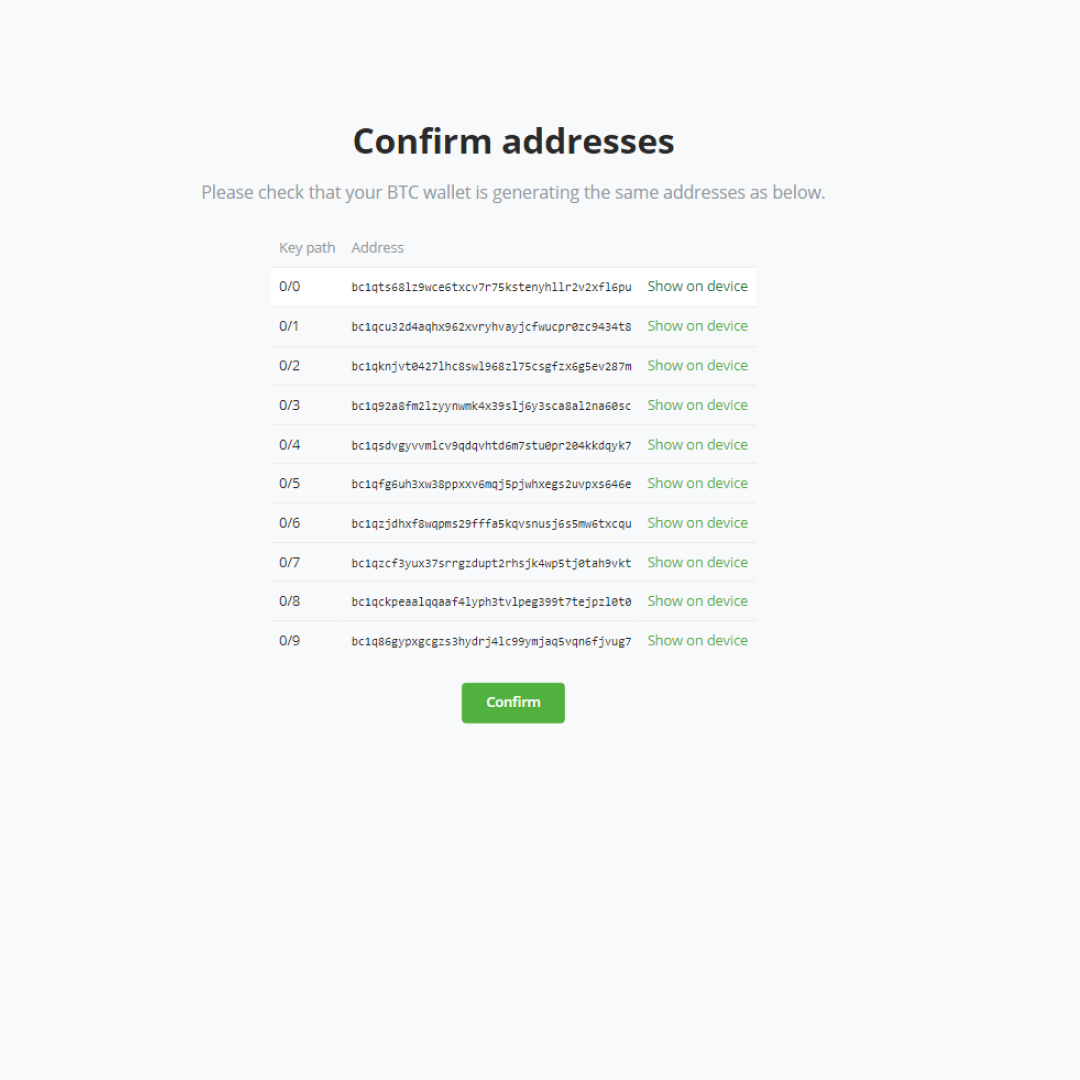 Confirm addresses
Please check that your BTC wallet is generating the same addresses as below.
Key path Address
0/0 bc1qts68lz9wce6txcv7r75kstenyhllr2v2xfl6pu Show on device
0/1 bc1qcu32d4aqhx962xvryhvayjcfwucpr0zc9434t8 Show on device
0/2 bc1qknjvt0427lhc8swl968zl75csgfzx6g5ev287m Show on device
0/3 bc1q92a8fm2lzyynwmk4x39slj6y3sca8al2na60sc Show on device
0/4 bc1qsdvgyvvmlcv9qdqvhtd6m7stu0pr204kkdqyk7 Show on device
0/5 bc1qfg6uh3xw38ppxxv6mqj5pjwhxegs2uvpxs646e Show on device
0/6 bc1qzjdhxf8wqpms29fffa5kqvsnusj6s5mw6txcqu Show on device
0/7 bc1qzcf3yux37srrgzdupt2rhsjk4wp5tj0tah9vkt Show on device
0/8 bc1qckpeaalqqaaf4lyph3tvlpeg399t7tejpzl0t0 Show on device
0/9 bc1q86gypxgcgzs3hydrj4lc99ymjaq5vqn6fjvug7 Show on device
Confirm